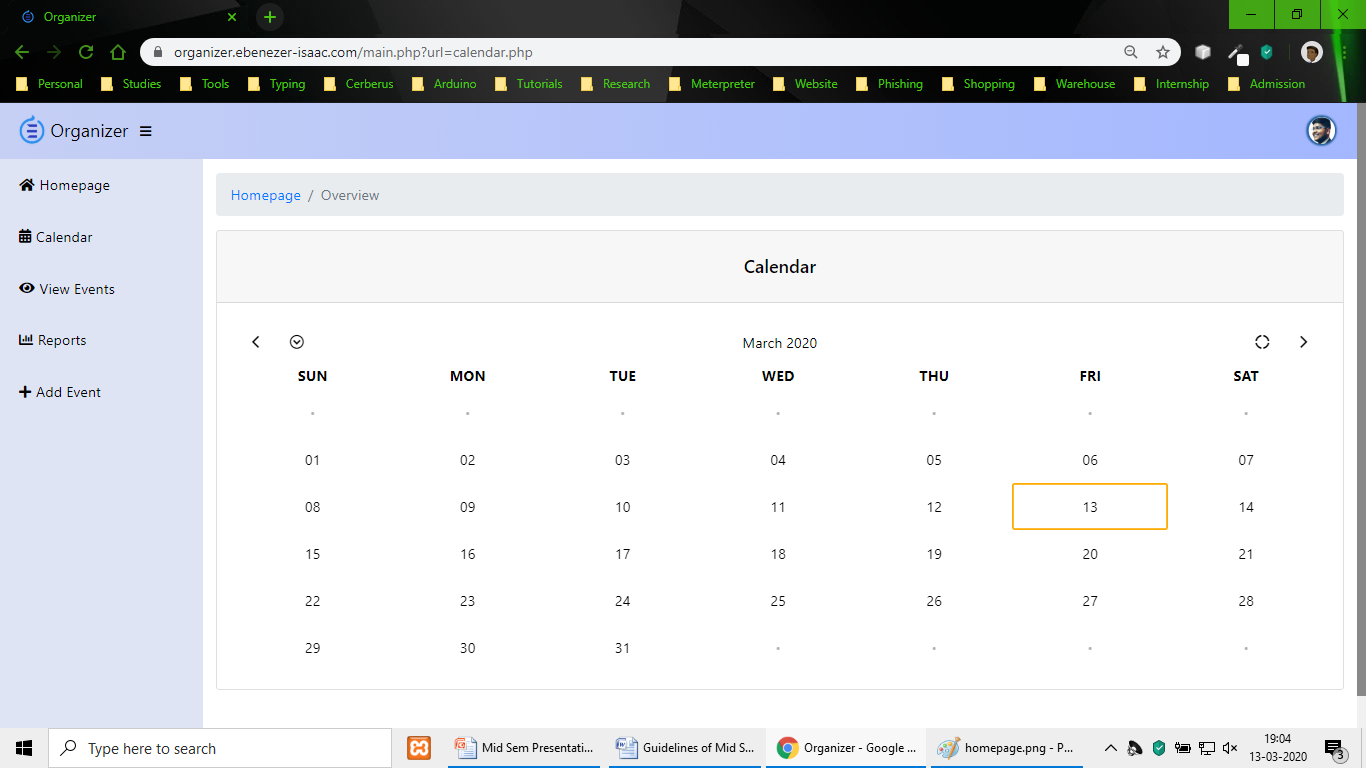 Organizer
organizer.ebenezer-isaac.com/main.php?url=calendar.php
Personal Studies Tools Typing Cerberus Arduino Tutorials Research Meterpreter Website Phishing Shopping Warehouse Internship Admission
Organizer
Homepage
Calendar
View Events
Reports
Add Event
Homepage / Overview
Calendar
March 2020
SUN MON TUE WED THU FRI SAT
. . . . . . .
01 02 03 04 05 06 07
08 09 10 11 12 13 14
15 16 17 18 19 20 21
22 23 24 25 26 27 28
29 30 31 . . . .
Type here to search
Mid Sem Presentati...
Guidelines of Mid S...
Organizer - Google ...
homepage.png - P...
19:04
13-03-2020
3